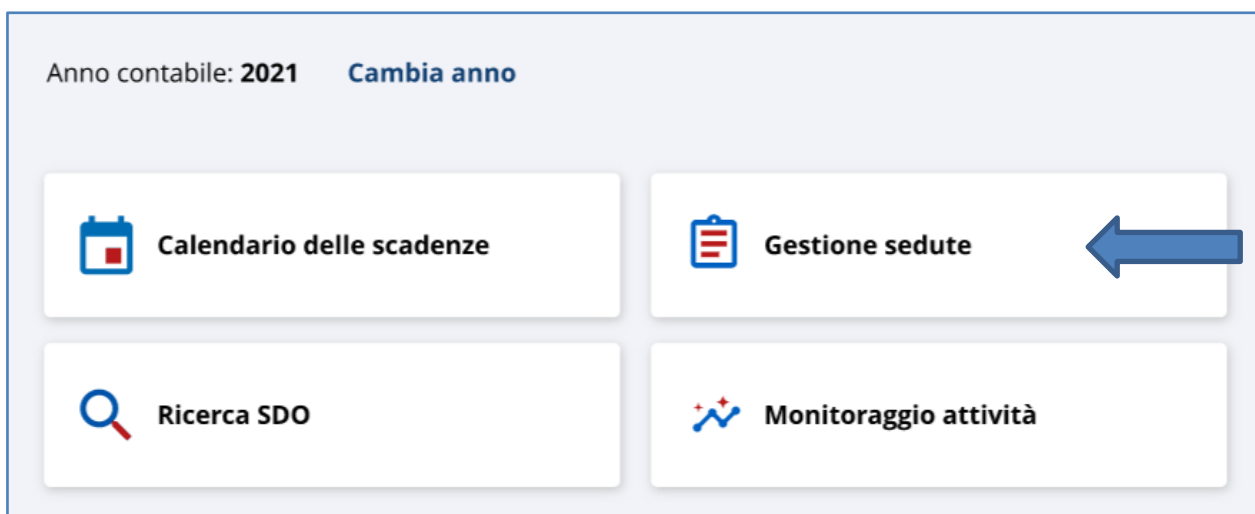 Anno contabile: 2021 Cambia anno
Calendario delle scadenze
Gestione sedute
Ricerca SDO
Monitoraggio attività